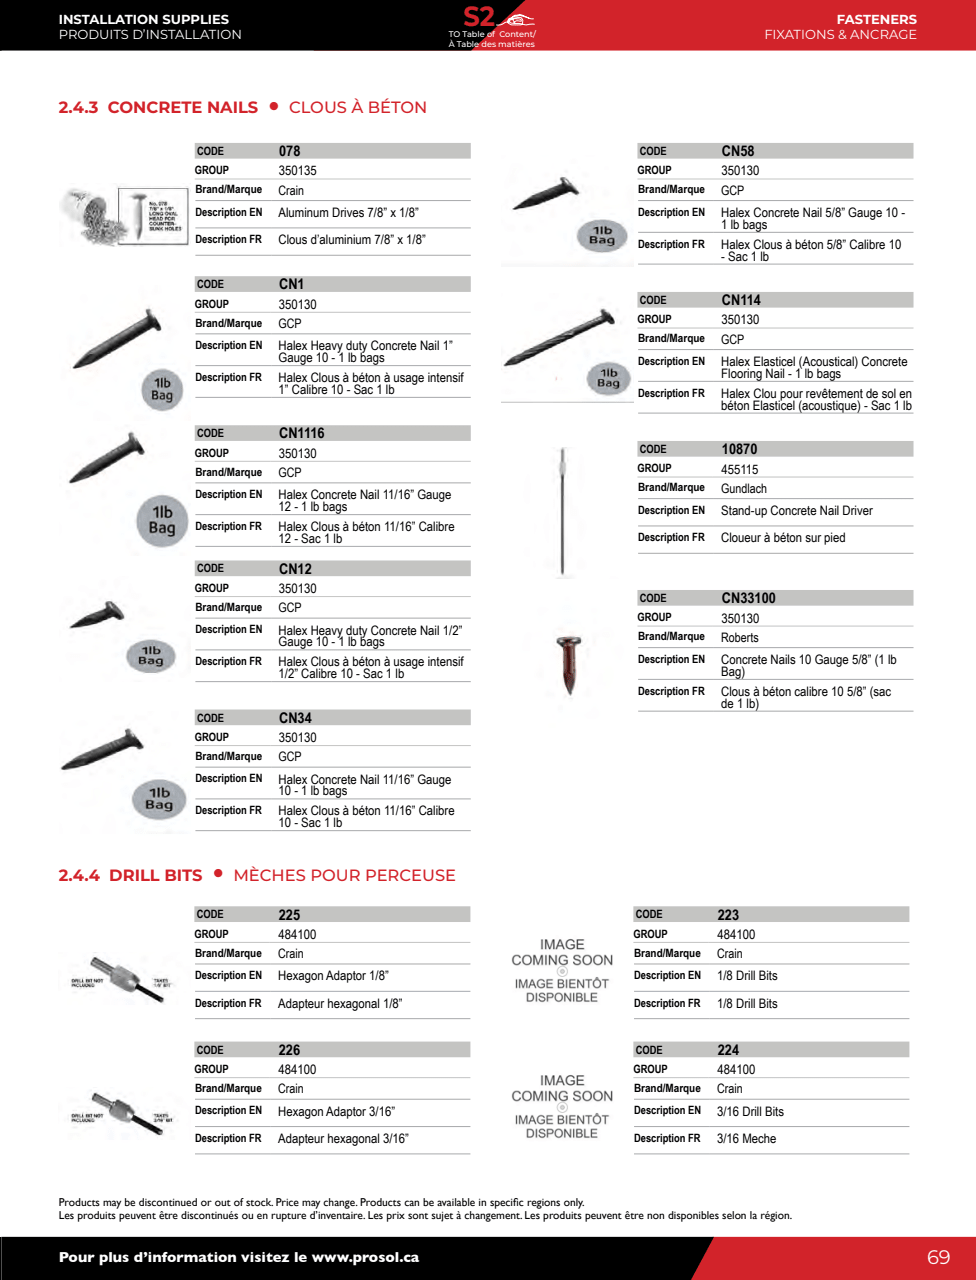 INSTALLATION SUPPLIES
PRODUITS D'INSTALLATION
S2
TO Table of Content/
À Table des matières
FASTENERS
FIXATIONS & ANCRAGE
2.4.3 CONCRETE NAILS • CLOUS À BÉTON
No. 078
7/8" x 1/8"
LONG OVAL
HEAD FOR
COUNTER-
SUNK HOLES
CODE 078
GROUP 350135
Brand/Marque Crain
Description EN Aluminum Drives 7/8” x 1/8”
Description FR Clous d’aluminium 7/8” x 1/8”
CODE CN1
GROUP 350130
Brand/Marque GCP
Description EN Halex Heavy duty Concrete Nail 1”
Gauge 10 - 1 lb bags
Description FR Halex Clous à béton à usage intensif
1” Calibre 10 - Sac 1 lb
1lb
Bag
CODE CN1116
GROUP 350130
Brand/Marque GCP
Description EN Halex Concrete Nail 11/16” Gauge
12 - 1 lb bags
Description FR Halex Clous à béton 11/16” Calibre
12 - Sac 1 lb
1lb
Bag
CODE CN12
GROUP 350130
Brand/Marque GCP
Description EN Halex Heavy duty Concrete Nail 1/2”
Gauge 10 - 1 lb bags
Description FR Halex Clous à béton à usage intensif
1/2” Calibre 10 - Sac 1 lb
1lb
Bag
CODE CN34
GROUP 350130
Brand/Marque GCP
Description EN Halex Concrete Nail 11/16” Gauge
10 - 1 lb bags
Description FR Halex Clous à béton 11/16” Calibre
10 - Sac 1 lb
1lb
Bag
CODE CN58
GROUP 350130
Brand/Marque GCP
Description EN Halex Concrete Nail 5/8” Gauge 10 -
1 lb bags
Description FR Halex Clous à béton 5/8” Calibre 10
- Sac 1 lb
1lb
Bag
CODE CN114
GROUP 350130
Brand/Marque GCP
Description EN Halex Elasticel (Acoustical) Concrete
Flooring Nail - 1 lb bags
Description FR Halex Clou pour revêtement de sol en
béton Elasticel (acoustique) - Sac 1 lb
1lb
Bag
CODE 10870
GROUP 455115
Brand/Marque Gundlach
Description EN Stand-up Concrete Nail Driver
Description FR Cloueur à béton sur pied
CODE CN33100
GROUP 350130
Brand/Marque Roberts
Description EN Concrete Nails 10 Gauge 5/8” (1 lb
Bag)
Description FR Clous à béton calibre 10 5/8” (sac
de 1 lb)
2.4.4 DRILL BITS • MÈCHES POUR PERCEUSE
DRILL BIT NOT
INCLUDED
TAKES
1/8" BIT
CODE 225
GROUP 484100
Brand/Marque Crain
Description EN Hexagon Adaptor 1/8”
Description FR Adapteur hexagonal 1/8”
DRILL BIT NOT
INCLUDED
TAKES
3/16" BIT
CODE 226
GROUP 484100
Brand/Marque Crain
Description EN Hexagon Adaptor 3/16”
Description FR Adapteur hexagonal 3/16”
IMAGE
COMING SOON
IMAGE BIENTÔT
DISPONIBLE
CODE 223
GROUP 484100
Brand/Marque Crain
Description EN 1/8 Drill Bits
Description FR 1/8 Drill Bits
IMAGE
COMING SOON
IMAGE BIENTÔT
DISPONIBLE
CODE 224
GROUP 484100
Brand/Marque Crain
Description EN 3/16 Drill Bits
Description FR 3/16 Meche
Products may be discontinued or out of stock. Price may change. Products can be available in specific regions only.
Les produits peuvent être discontinués ou en rupture d’inventaire. Les prix sont sujet à changement. Les produits peuvent être non disponibles selon la région.
Pour plus d’information visitez le www.prosol.ca
69